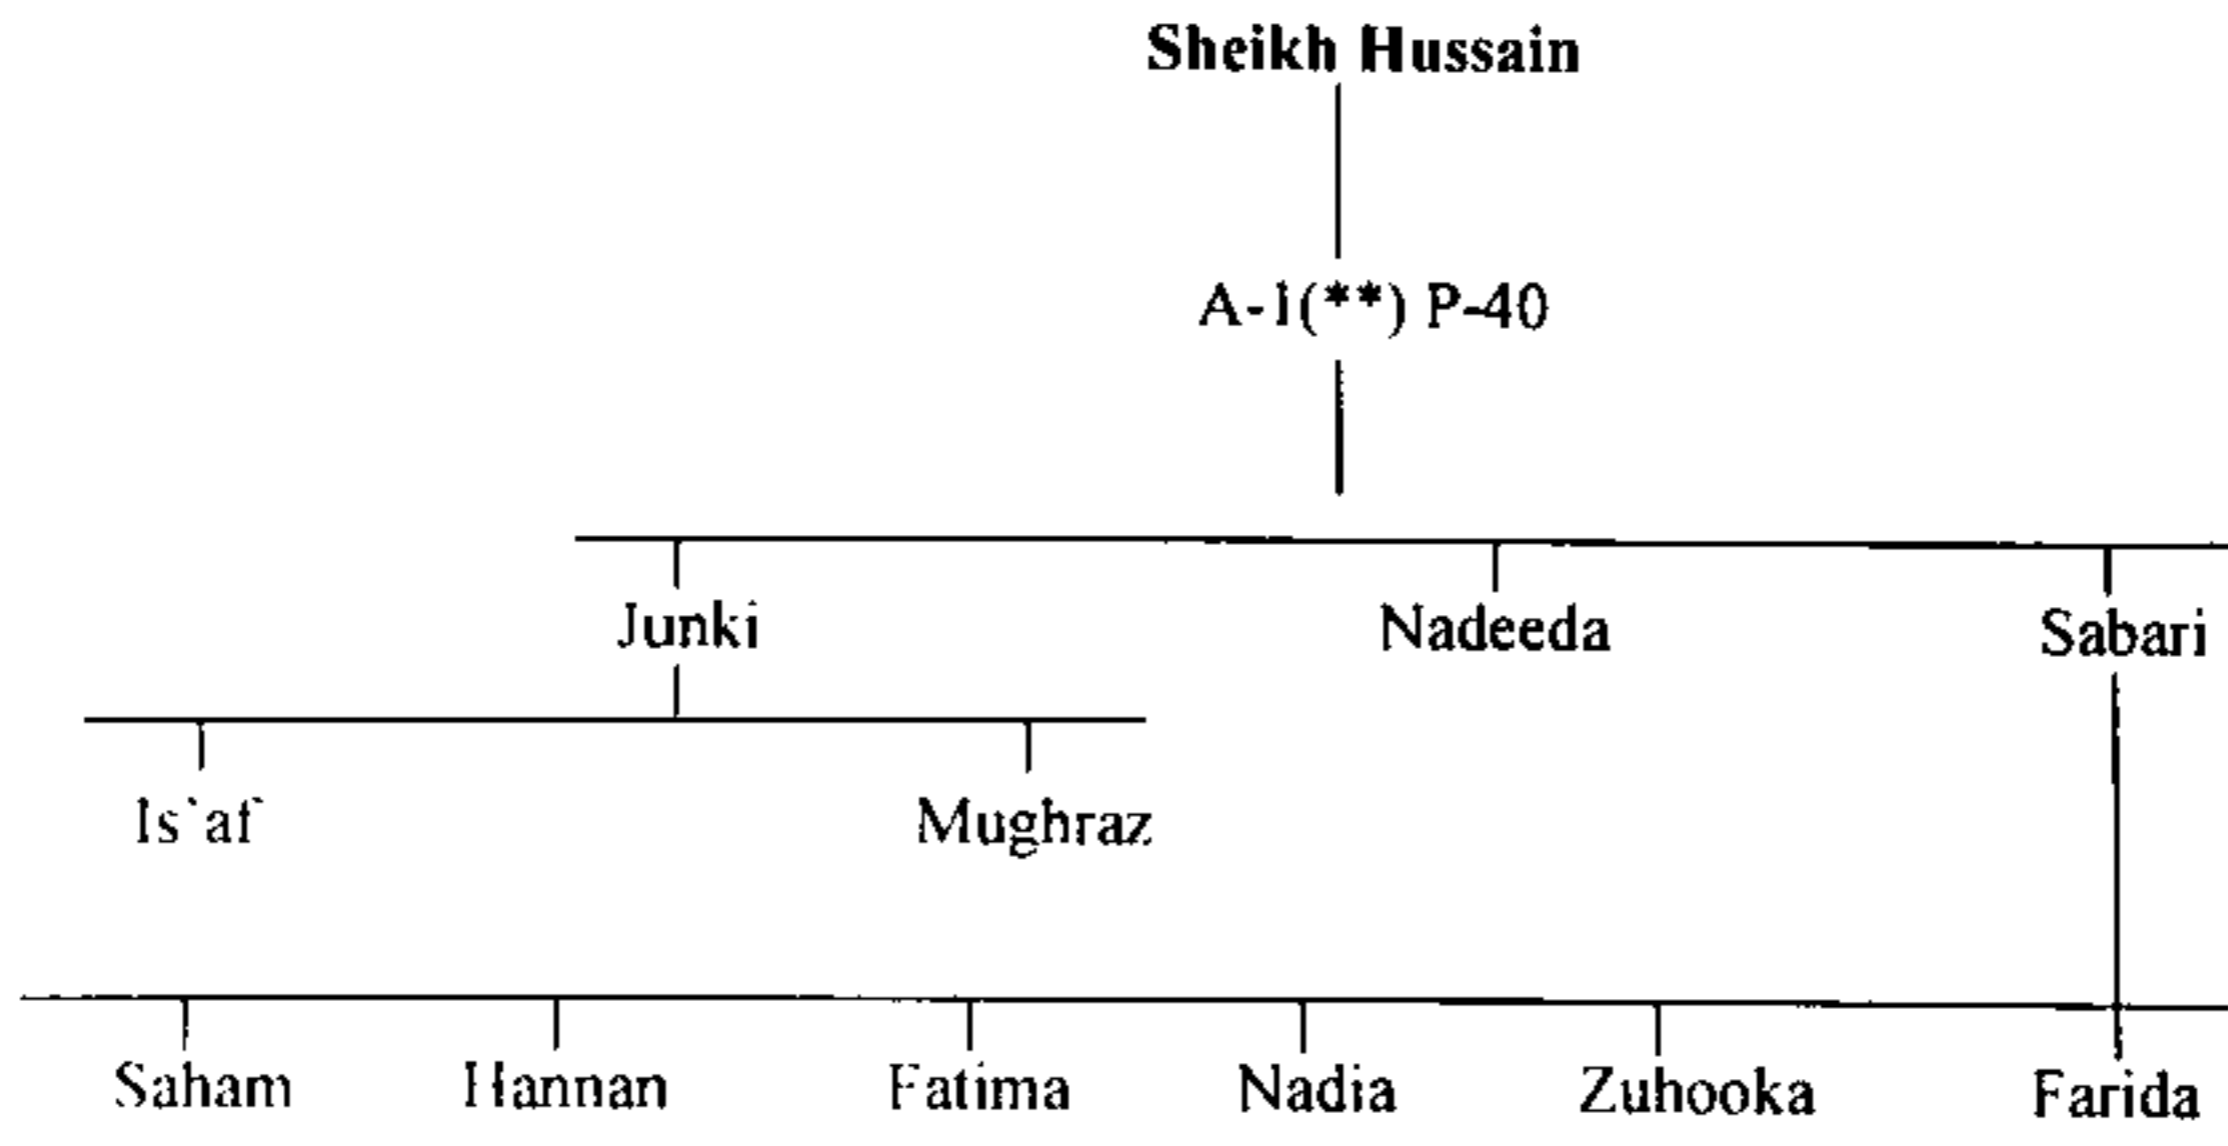 Sheikh Hussain
A-1(**) P-40
Junki Nadeeda Sabari
Is`af Mughraz
Saham Hannan Fatima Nadia Zuhooka Farida